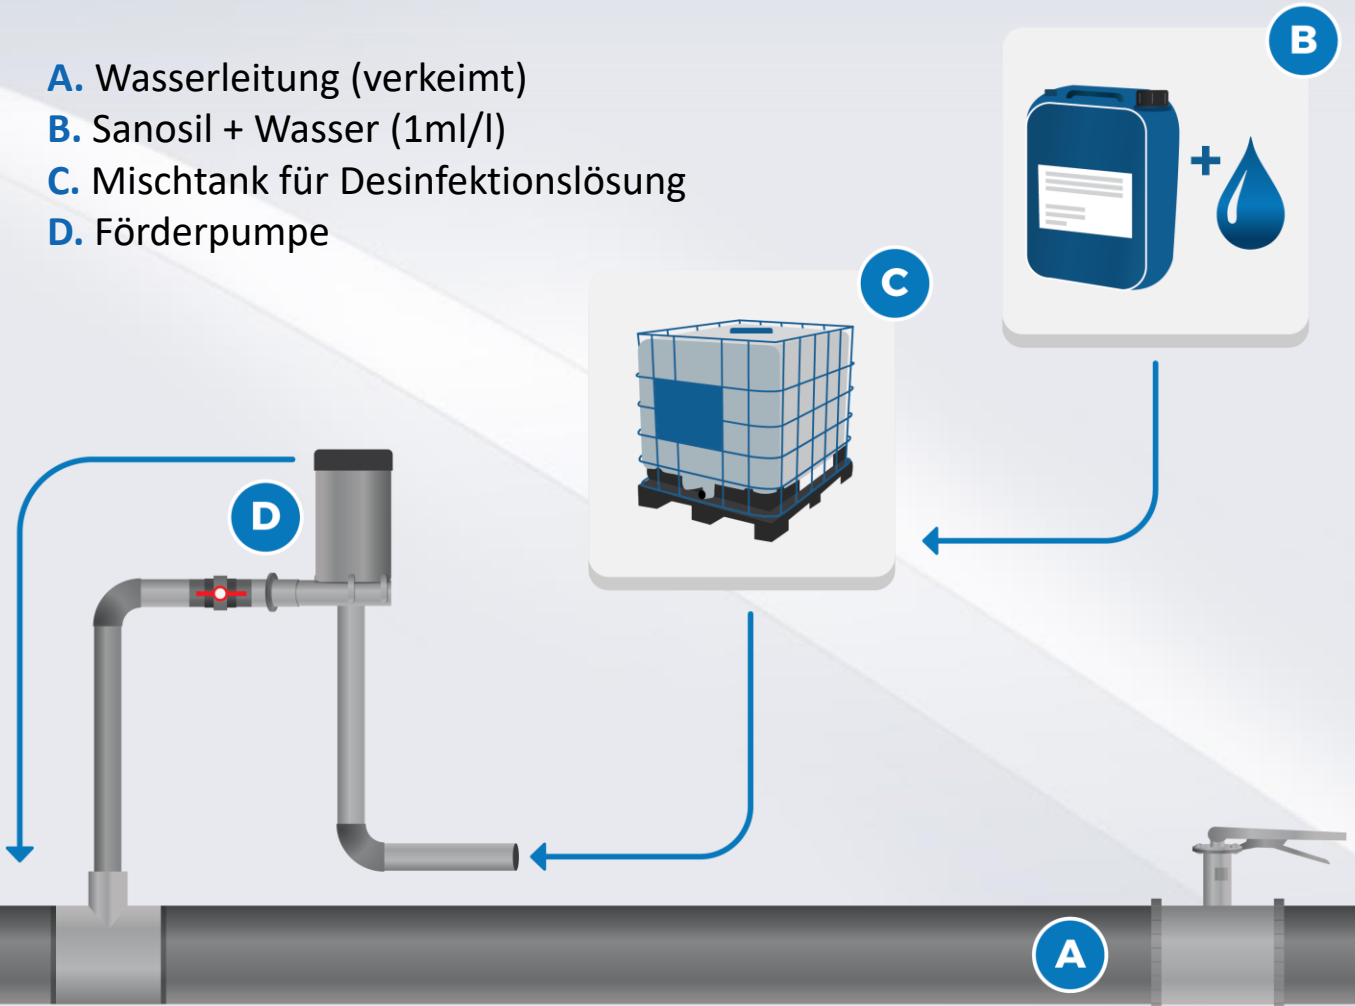 A. Wasserleitung (verkeimt)
B. Sanosil + Wasser (1ml/l)
C. Mischtank für Desinfektionslösung
D. Förderpumpe
B
+
C
D
A